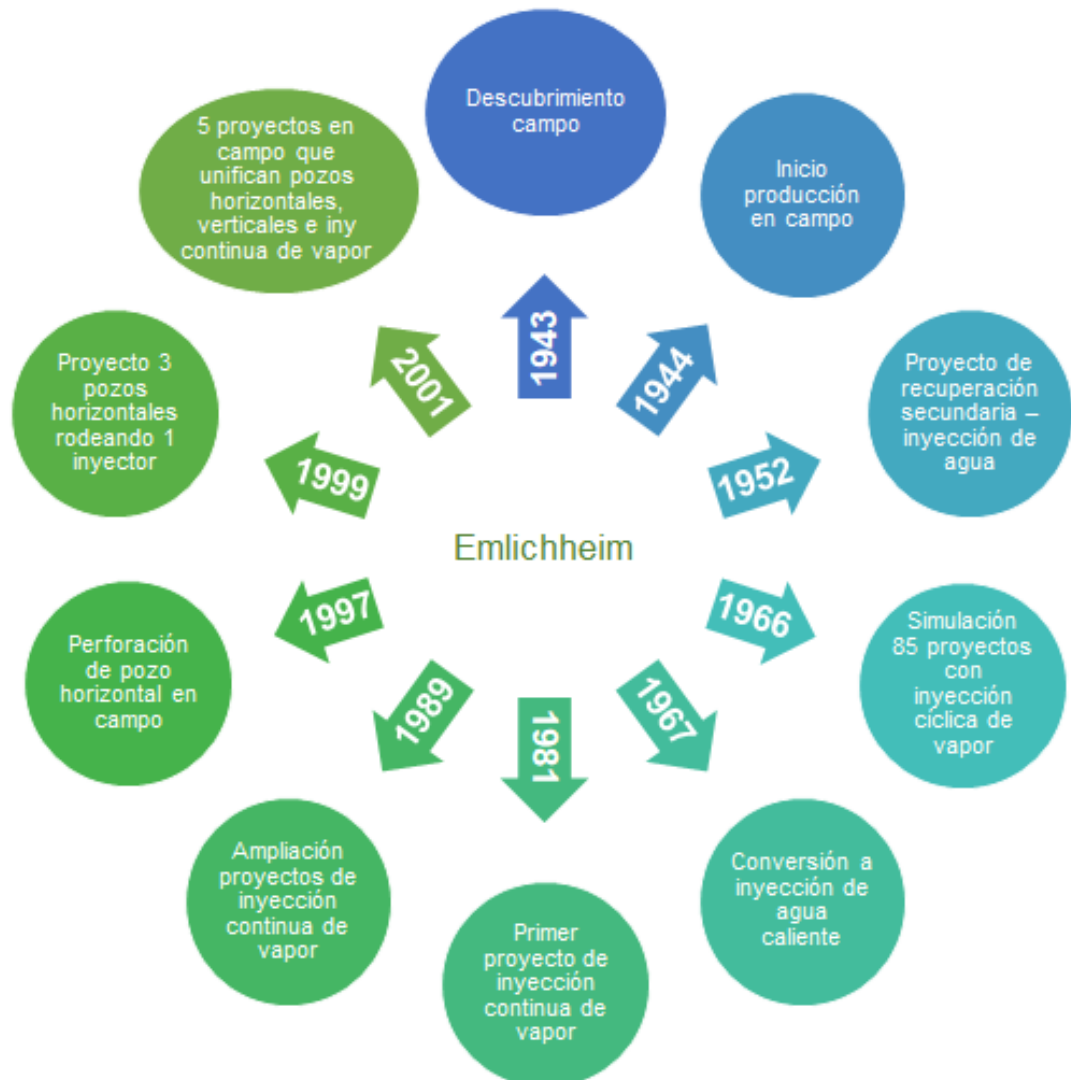 Descubrimiento
campo
1943
Inicio
producción
en campo
1944
Proyecto de
recuperación
secundaria –
inyección de
agua
1952
Simulación
85 proyectos
con
inyección
cíclica de
vapor
1966
Conversión a
inyección de
agua
caliente
1967
Primer
proyecto de
inyección
continua de
vapor
1981
Ampliación
proyectos de
inyección
continua de
vapor
1989
Perforación
de pozo
horizontal en
campo
1997
Proyecto 3
pozos
horizontales
rodeando 1
inyector
1999
5 proyectos en
campo que
unifican pozos
horizontales,
verticales e iny
continua de vapor
2001
Emlichheim